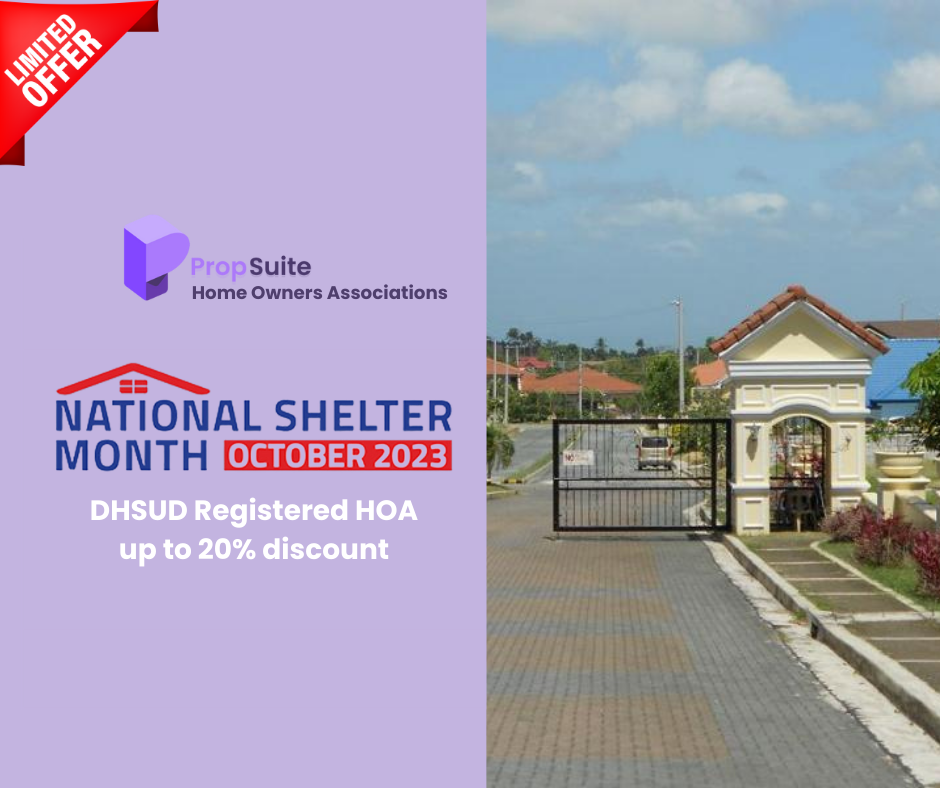 LIMITED
OFFER
PropSuite
Home Owners Associations
NATIONAL SHELTER
MONTH OCTOBER 2023
DHSUD Registered HOA
up to 20% discount